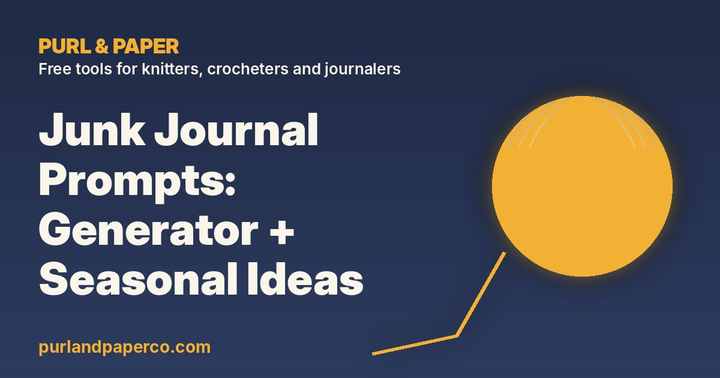 PURL & PAPER
Free tools for knitters, crocheters and journalers
Junk Journal
Prompts:
Generator +
Seasonal Ideas
purlandpaperco.com